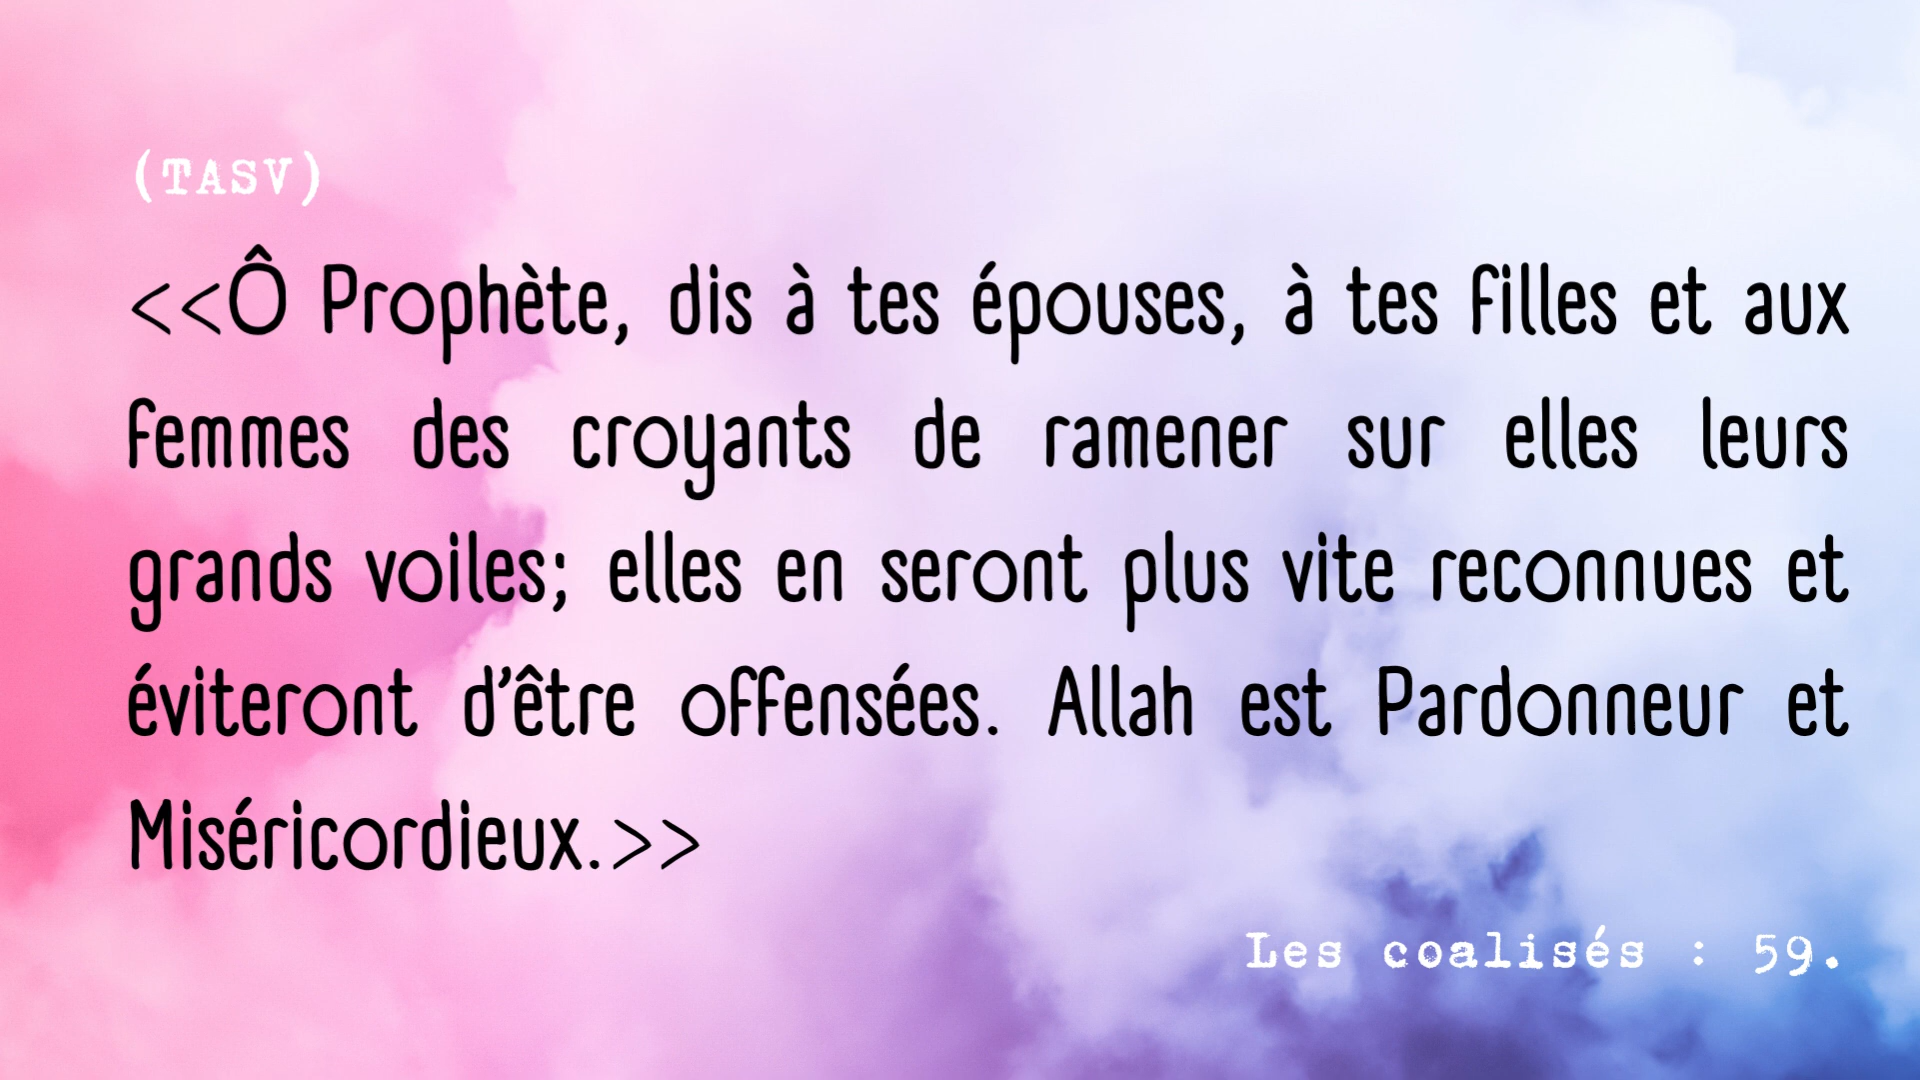 (TASV)
<<Ô Prophète, dis à tes épouses, à tes filles et aux
femmes des croyants de ramener sur elles leurs
grands voiles; elles en seront plus vite reconnues et
éviteront d’être offensées. Allah est Pardonneur et
Miséricordieux.>>
Les coalisés : 59.